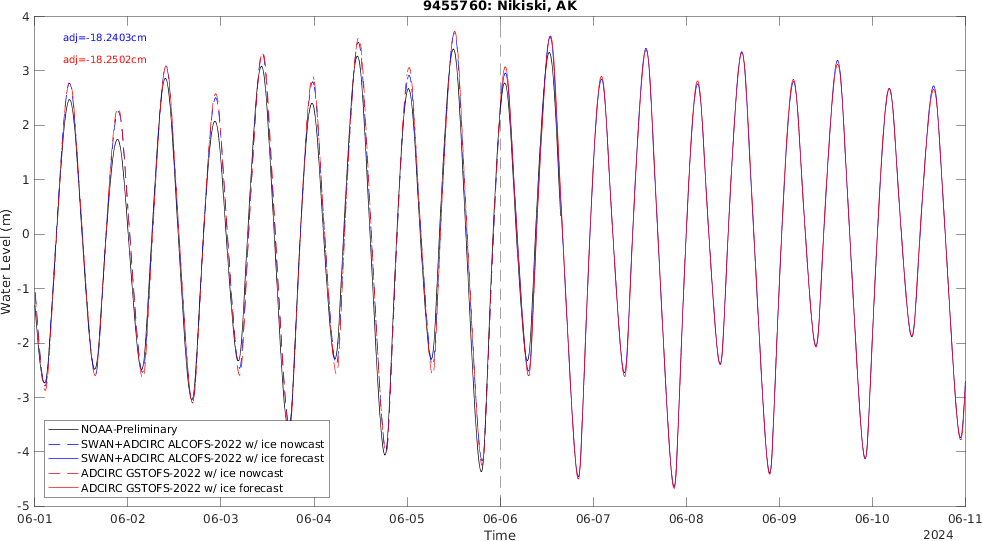 9455760: Nikiski, AK
adj=-18.2403cm
adj=-18.2502cm
Water Level (m)
4
3
2
1
0
-1
-2
-3
-4
-5
NOAA-Preliminary
SWAN+ADCIRC ALCOFS-2022 w/ ice nowcast
SWAN+ADCIRC ALCOFS-2022 w/ ice forecast
ADCIRC GSTOFS-2022 w/ ice nowcast
ADCIRC GSTOFS-2022 w/ ice forecast
06-01 06-02 06-03 06-04 06-05 06-06 06-07 06-08 06-09 06-10 06-11
Time
2024